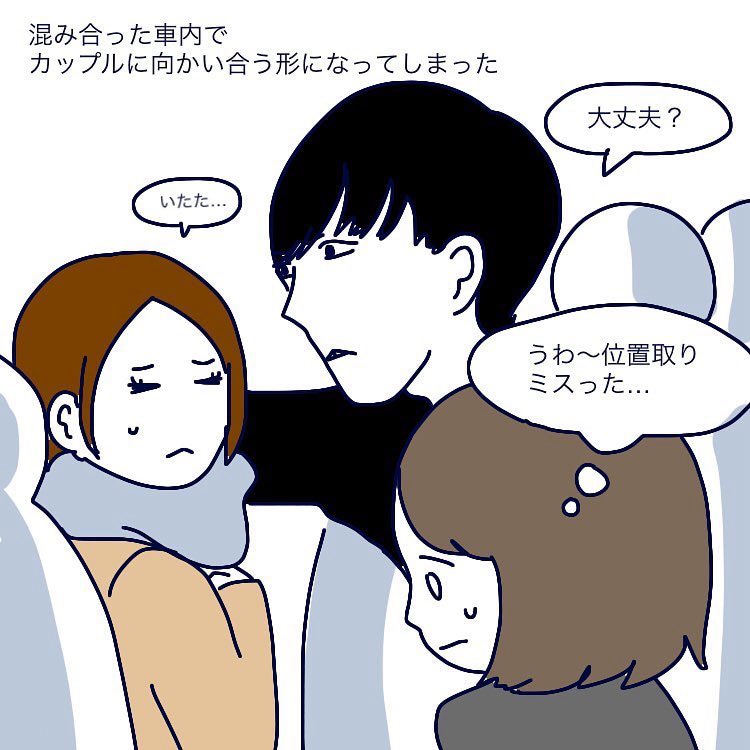 混み合った車内で
カップルに向かい合う形になってしまった
大丈夫？
いたた…
うわ〜位置取り
ミスった…